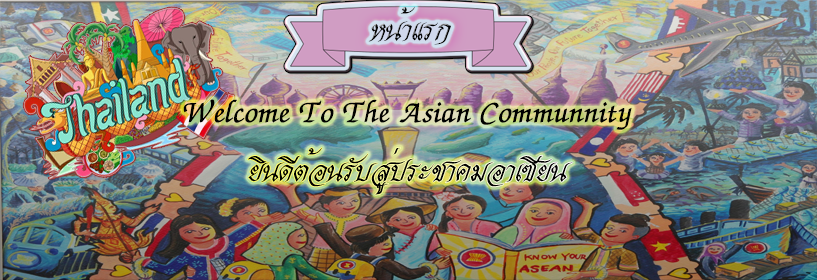 หน้าแรก
Thailand
Welcome To The Asian Communnity
ยินดีต้อนรับสู่ประชาคมอาเซียน
KNOW YOUR
ASEAN